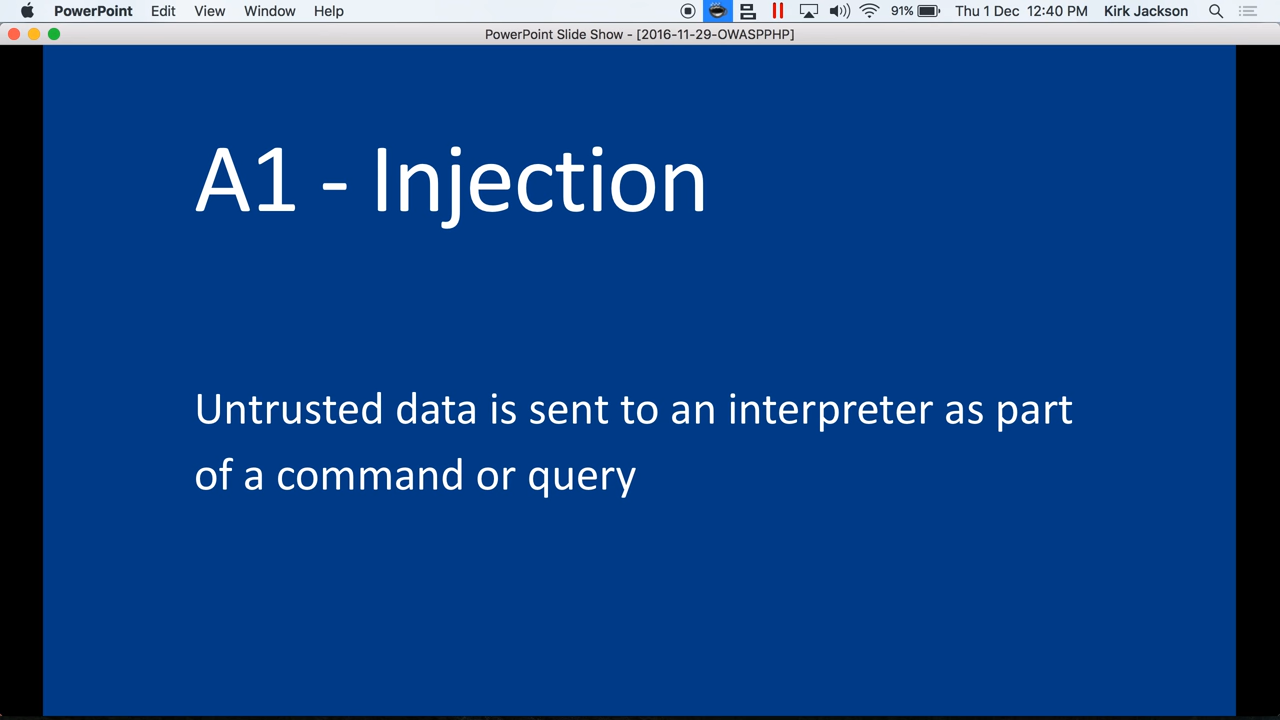 PowerPoint Edit View Window Help 91% Thu 1 Dec 12:40 PM Kirk Jackson
PowerPoint Slide Show - [2016-11-29-OWASPPHP]
A1 - Injection
Untrusted data is sent to an interpreter as part
of a command or query